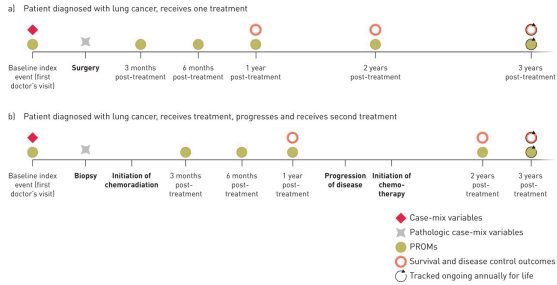 a) Patient diagnosed with lung cancer, receives one treatment
Baseline index
event (first
doctor's visit)
Surgery
3 months
post-treatment
6 months
post-treatment
1 year
post-treatment
2 years
post-treatment
3 years
post-treatment
b) Patient diagnosed with lung cancer, receives treatment, progresses and receives second treatment
Baseline index
event (first
doctor's visit)
Biopsy
Initiation of
chemoradiation
3 months
post-
treatment
6 months
post-
treatment
1 year
post-
treatment
Progression
of disease
Initiation of
chemo-
therapy
2 years
post-
treatment
3 years
post-
treatment
Case-mix variables
Pathologic case-mix variables
PROMs
Survival and disease control outcomes
Tracked ongoing annually for life